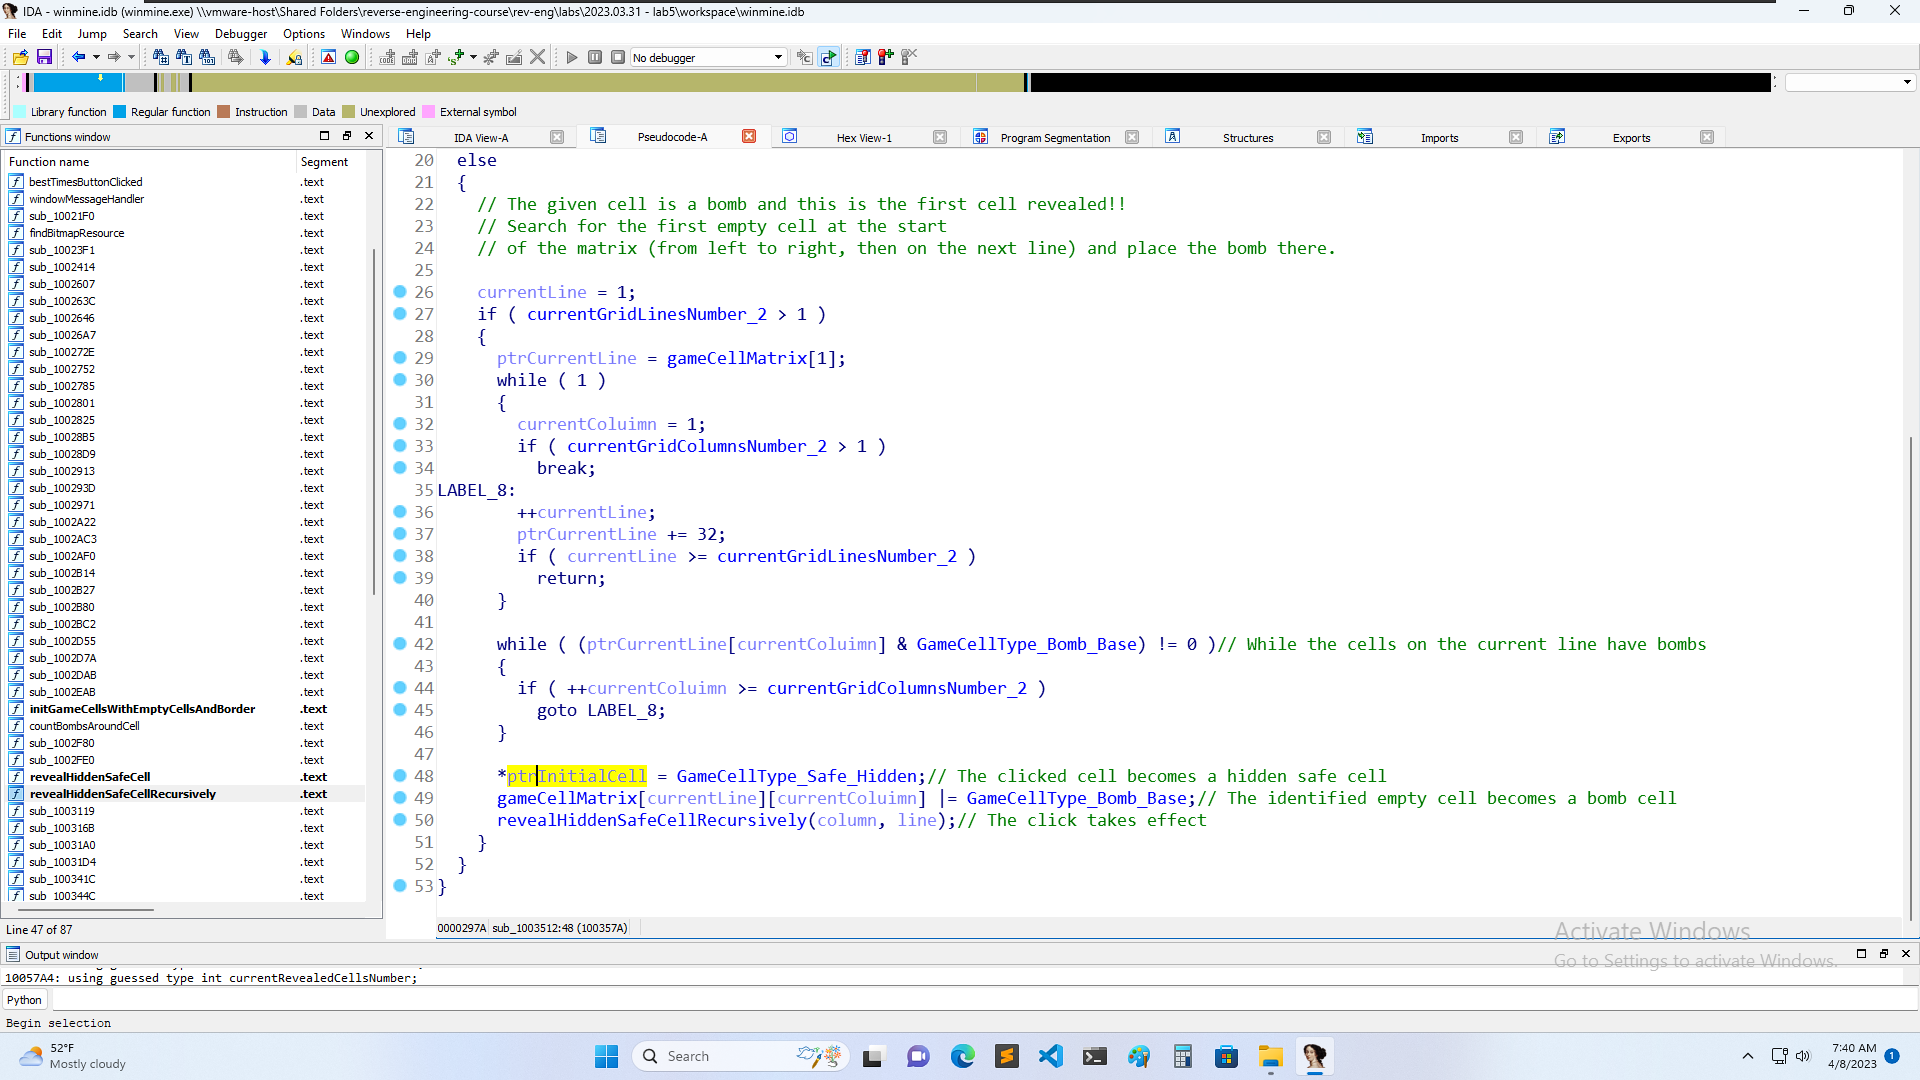 IDA - winmine.idb (winmine.exe) \\vmware-host\Shared Folders\reverse-engineering-course\rev-eng\labs\2023.03.31 - lab5\workspace\winmine.idb
File Edit Jump Search View Debugger Options Windows Help
No debugger
Library function Regular function Instruction Data Unexplored External symbol
Functions window
IDA View-A Pseudocode-A Hex View-1 Program Segmentation Structures Imports Exports
Function name Segment
bestTimesButtonClicked .text
windowMessageHandler .text
sub_10021F0 .text
findBitmapResource .text
sub_10023F1 .text
sub_1002414 .text
sub_1002607 .text
sub_100263C .text
sub_1002646 .text
sub_10026A7 .text
sub_100272E .text
sub_1002752 .text
sub_1002785 .text
sub_1002801 .text
sub_1002825 .text
sub_10028B5 .text
sub_10028D9 .text
sub_1002913 .text
sub_100293D .text
sub_1002971 .text
sub_1002A22 .text
sub_1002AC3 .text
sub_1002AF0 .text
sub_1002B14 .text
sub_1002B27 .text
sub_1002B80 .text
sub_1002BC2 .text
sub_1002D55 .text
sub_1002D7A .text
sub_1002DAB .text
sub_1002EAB .text
initGameCellsWithEmptyCellsAndBorder .text
countBombsAroundCell .text
sub_1002F80 .text
sub_1002FE0 .text
revealHiddenSafeCell .text
revealHiddenSafeCellRecursively .text
sub_1003119 .text
sub_100316B .text
sub_10031A0 .text
sub_10031D4 .text
sub_100341C .text
sub_100344C .text
Line 47 of 87
20 else
21 {
22 // The given cell is a bomb and this is the first cell revealed!!
23 // Search for the first empty cell at the start
24 // of the matrix (from left to right, then on the next line) and place the bomb there.
25
26 currentLine = 1;
27 if ( currentGridLinesNumber_2 > 1 )
28 {
29 ptrCurrentLine = gameCellMatrix[1];
30 while ( 1 )
31 {
32 currentColuimn = 1;
33 if ( currentGridColumnsNumber_2 > 1 )
34 break;
35 LABEL_8:
36 ++currentLine;
37 ptrCurrentLine += 32;
38 if ( currentLine >= currentGridLinesNumber_2 )
39 return;
40 }
41
42 while ( (ptrCurrentLine[currentColuimn] & GameCellType_Bomb_Base) != 0 )// While the cells on the current line have bombs
43 {
44 if ( ++currentColuimn >= currentGridColumnsNumber_2 )
45 goto LABEL_8;
46 }
47
48 *ptrInitialCell = GameCellType_Safe_Hidden;// The clicked cell becomes a hidden safe cell
49 gameCellMatrix[currentLine][currentColuimn] |= GameCellType_Bomb_Base;// The identified empty cell becomes a bomb cell
50 revealHiddenSafeCellRecursively(column, line);// The click takes effect
51 }
52 }
53 }
0000297A sub_1003512:48 (100357A)
Activate Windows
Go to Settings to activate Windows.
Output window
10057A4: using guessed type int currentRevealedCellsNumber;
Python
Begin selection
52°F
Mostly cloudy
Search
7:40 AM
4/8/2023
1